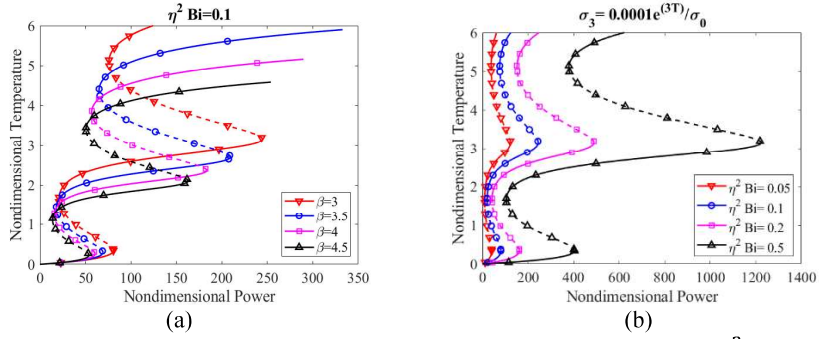 η² Bi=0.1
Nondimensional Temperature
6
5
4
3
2
1
0
0 50 100 150 200 250 300 350
Nondimensional Power
β=3
β=3.5
β=4
β=4.5
(a)
σ₃ = 0.0001e^(3T)/σ₀
Nondimensional Temperature
6
5
4
3
2
1
0
0 200 400 600 800 1000 1200 1400
Nondimensional Power
η² Bi= 0.05
η² Bi= 0.1
η² Bi= 0.2
η² Bi= 0.5
(b)